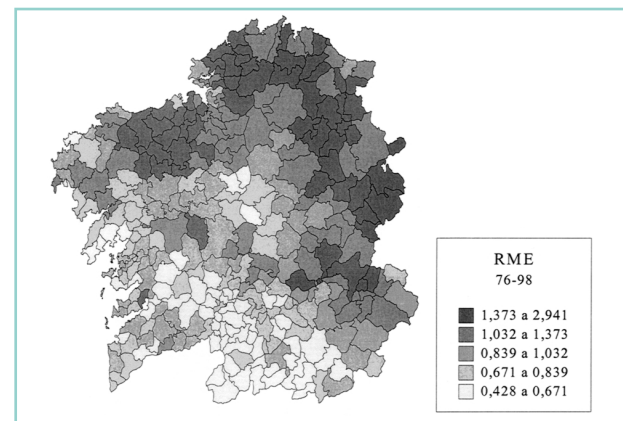 RME
76-98
1,373 a 2,941
1,032 a 1,373
0,839 a 1,032
0,671 a 0,839
0,428 a 0,671